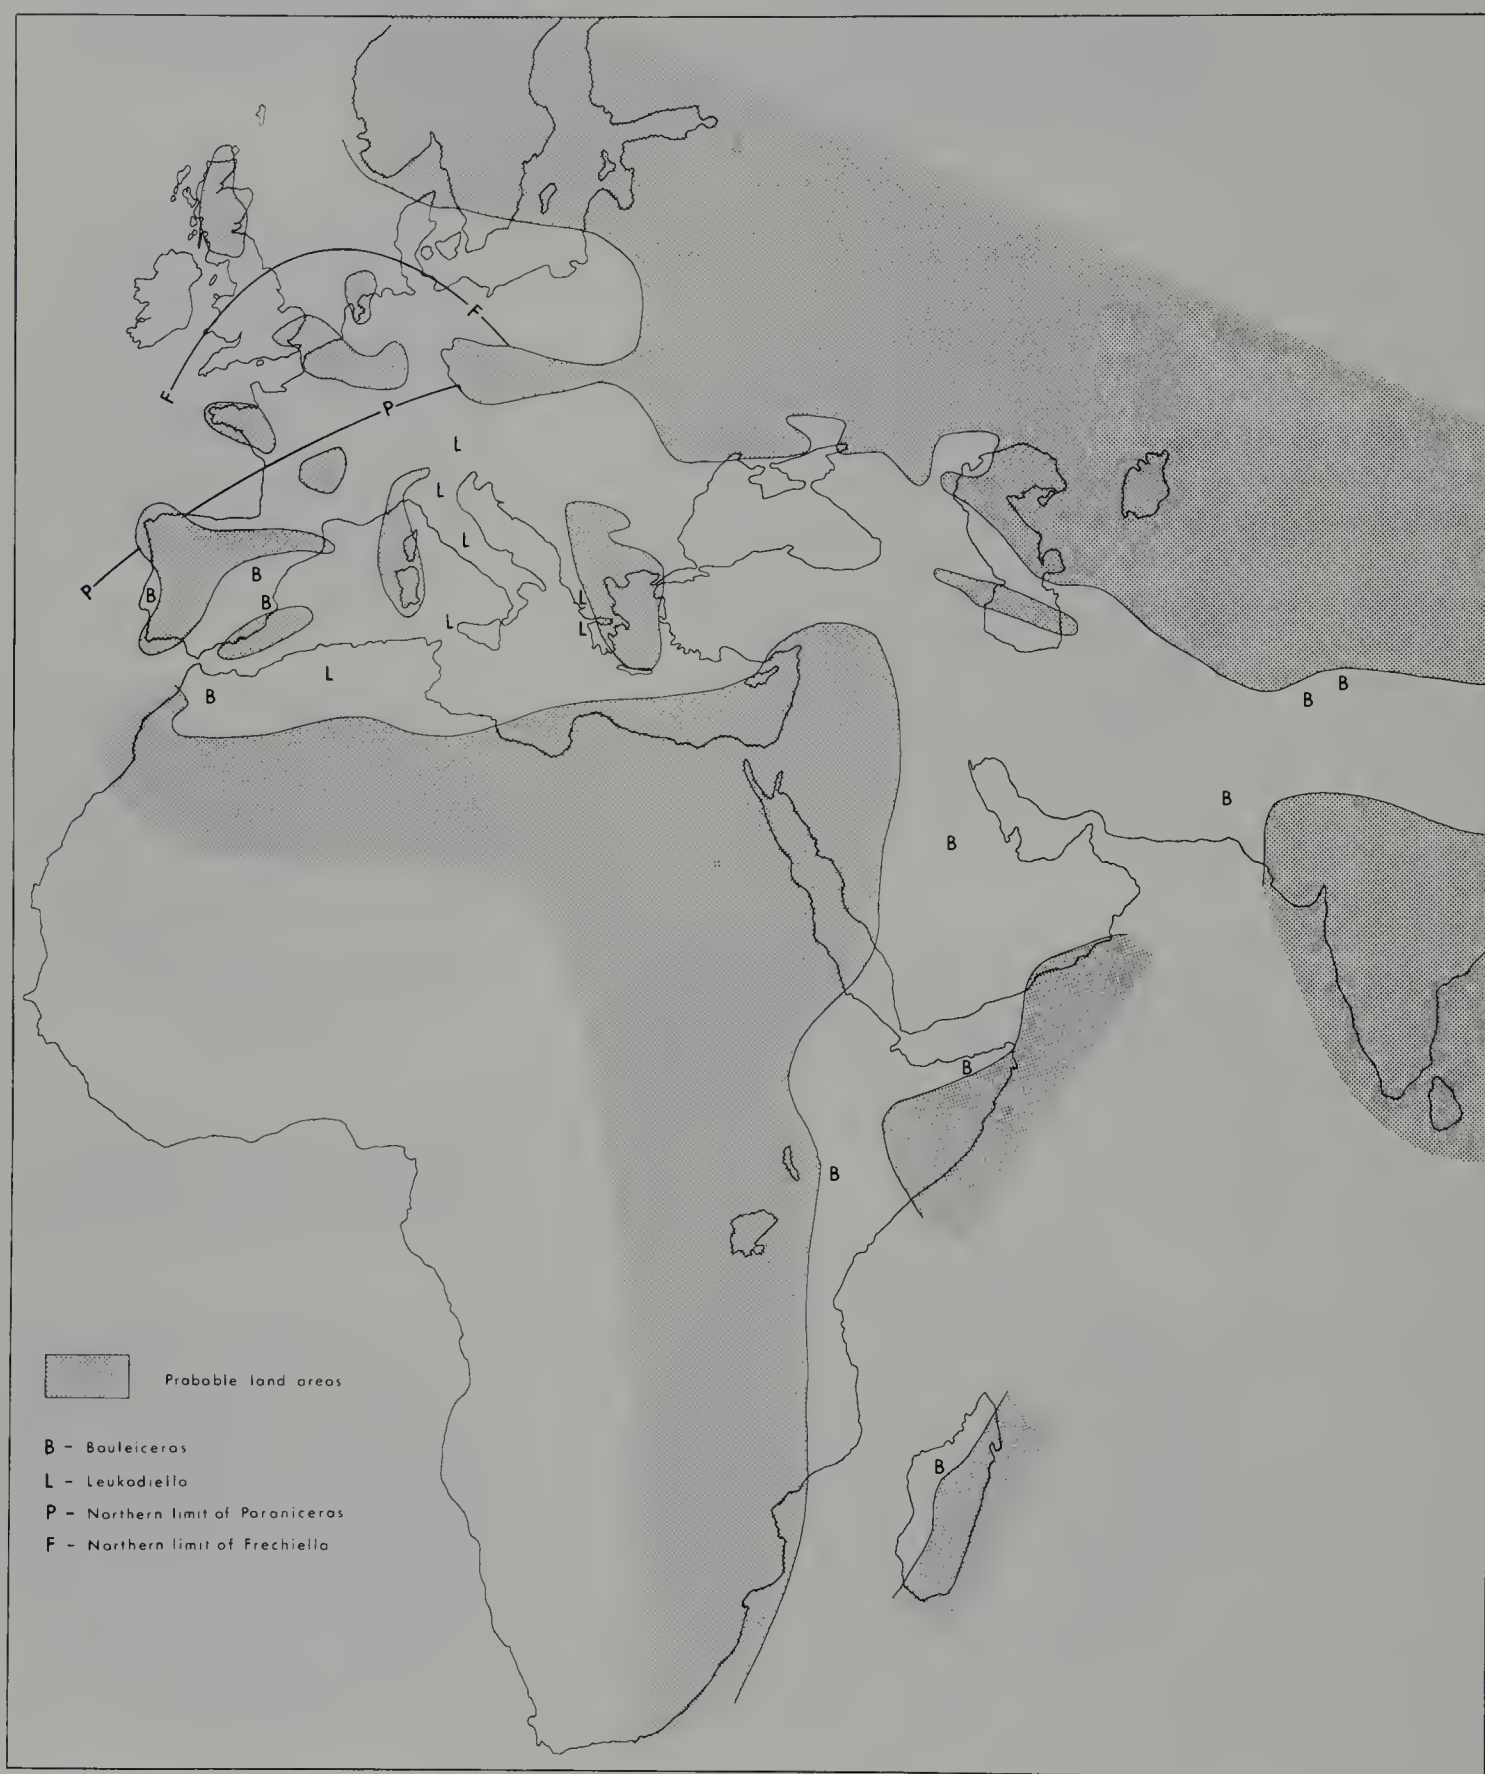 F
F
P
L
L
L
B
P
B
B
L
L
L
L
B
B
B
B
B
B
B
Probable land areas
B – Bouleiceras
L – Leukadiella
P – Northern limit of Paroniceras
F – Northern limit of Frechiella
B